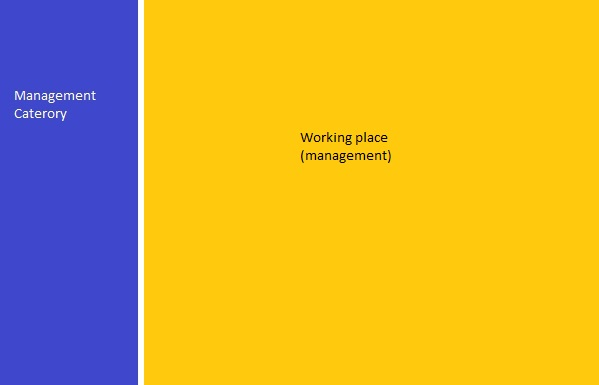 Management
Caterory
Working place
(management)